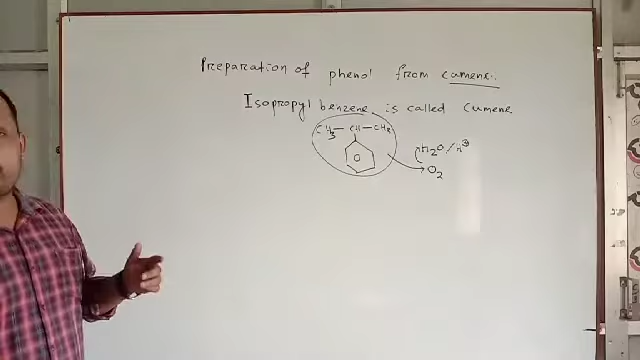 Preparation of phenol from cumene.
Isopropyl benzene is called cumene
CH3 — CH — CH3
H2O / H⊕
O2